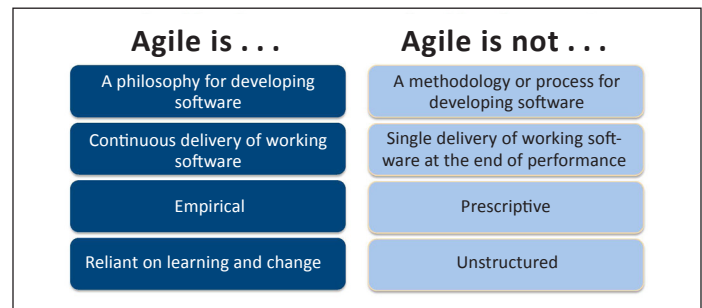 Agile is . . .
Agile is not . . .
A philosophy for developing
software
A methodology or process for
developing software
Continuous delivery of working
software
Single delivery of working soft-
ware at the end of performance
Empirical
Prescriptive
Reliant on learning and change
Unstructured